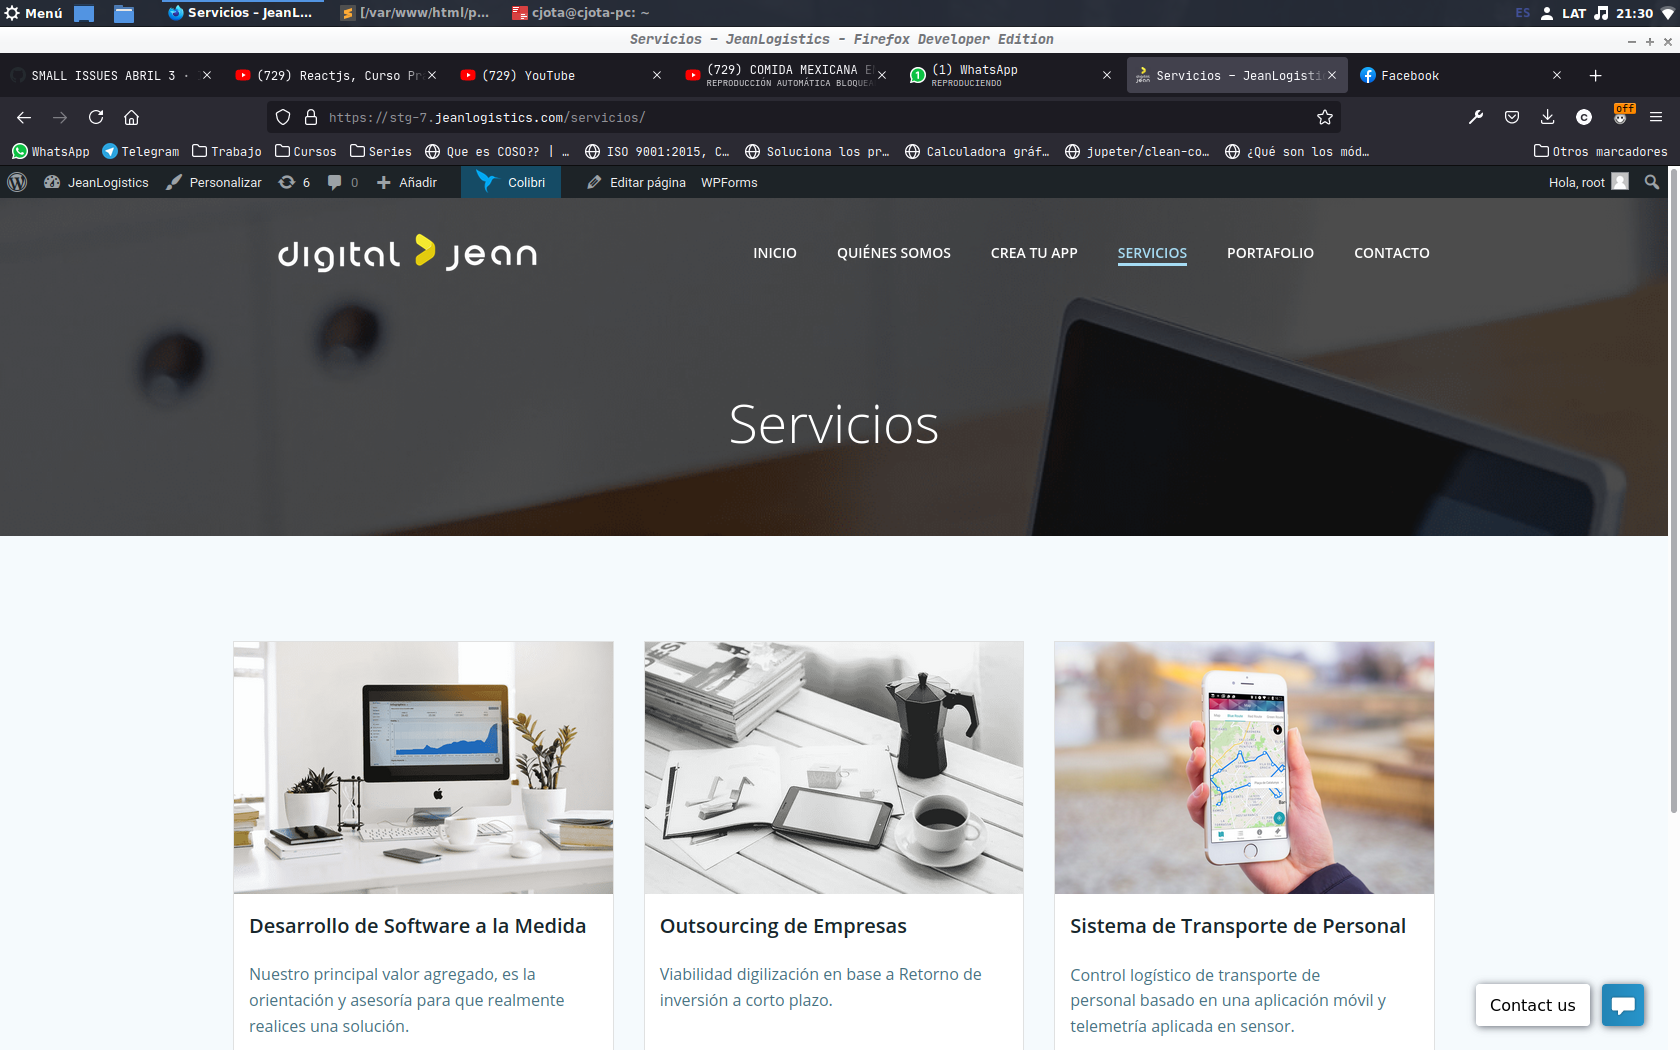 Menú
Servicios - JeanL...
[/var/www/html/p...
cjota@cjota-pc: ~
ES
LAT
21:30
Servicios – JeanLogistics - Firefox Developer Edition
SMALL ISSUES ABRIL 3 ·
(729) Reactjs, Curso Pr
(729) YouTube
(729) COMIDA MEXICANA E
REPRODUCCIÓN AUTOMÁTICA BLOQUEA
(1) WhatsApp
REPRODUCIENDO
Servicios – JeanLogisti
Facebook
https://stg-7.jeanlogistics.com/servicios/
off
WhatsApp
Telegram
Trabajo
Cursos
Series
Que es COSO?? | …
ISO 9001:2015, C…
Soluciona los pr…
Calculadora gráf…
jupeter/clean-co…
¿Qué son los mód…
Otros marcadores
JeanLogistics
Personalizar
6
0
Añadir
Colibri
Editar página
WPForms
Hola, root
digital jean
INICIO
QUIÉNES SOMOS
CREA TU APP
SERVICIOS
PORTAFOLIO
CONTACTO
Servicios
Desarrollo de Software a la Medida
Nuestro principal valor agregado, es la
orientación y asesoría para que realmente
realices una solución.
Outsourcing de Empresas
Viabilidad digilización en base a Retorno de
inversión a corto plazo.
Sistema de Transporte de Personal
Control logístico de transporte de
personal basado en una aplicación móvil y
telemetría aplicada en sensor.
Contact us